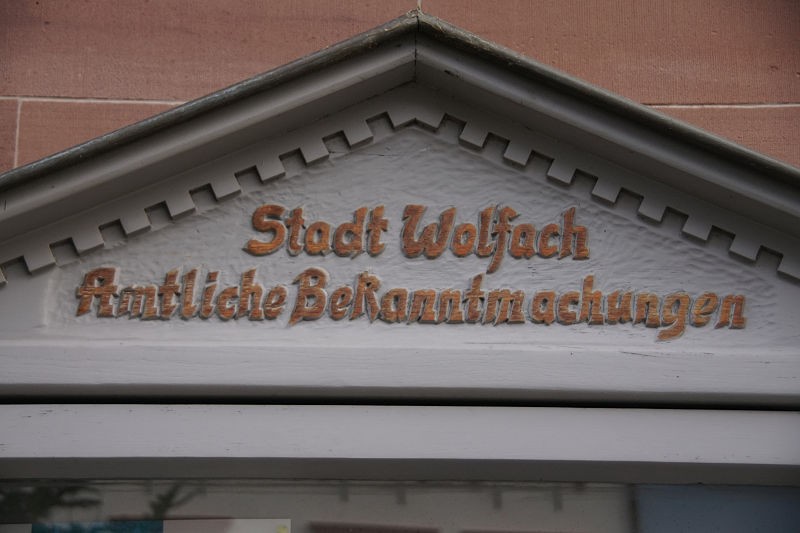 Stadt Wolfach
Amtliche Bekanntmachungen